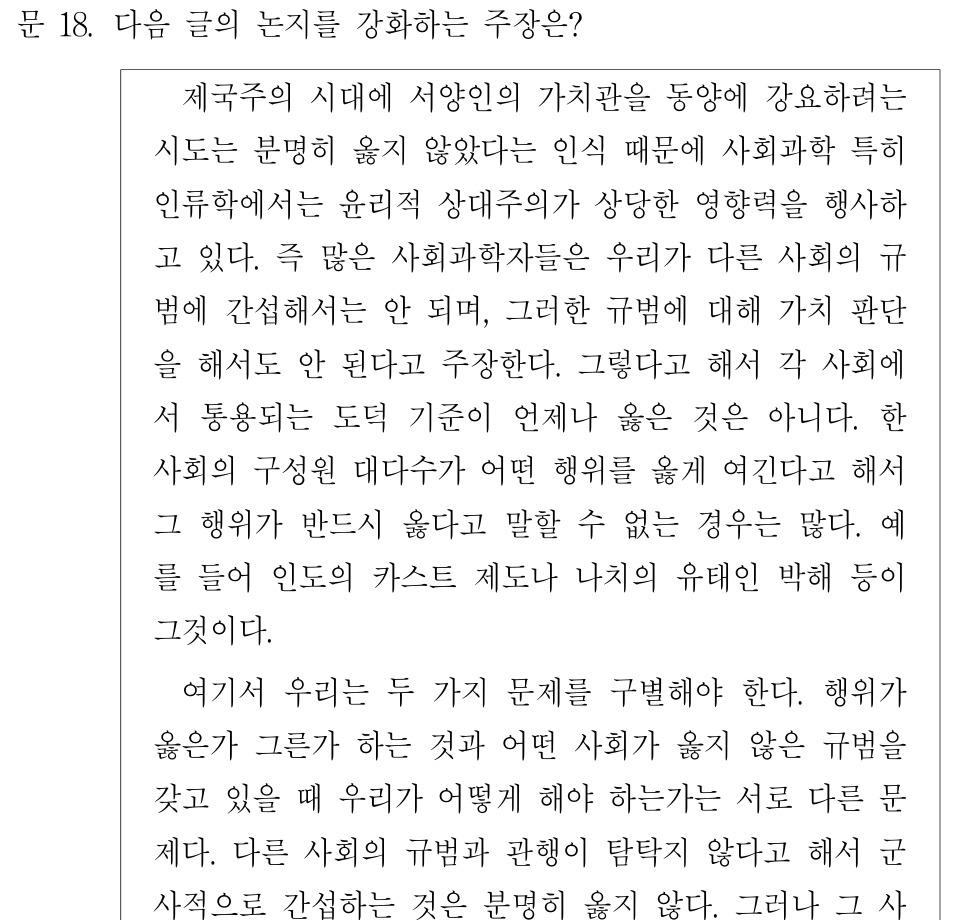 문 18. 다음 글의 논지를 강화하는 주장은?
제국주의 시대에 서양인의 가치관을 동양에 강요하려는
시도는 분명히 옳지 않았다는 인식 때문에 사회과학 특히
인류학에서는 윤리적 상대주의가 상당한 영향력을 행사하
고 있다. 즉 많은 사회과학자들은 우리가 다른 사회의 규
범에 간섭해서는 안 되며, 그러한 규범에 대해 가치 판단
을 해서도 안 된다고 주장한다. 그렇다고 해서 각 사회에
서 통용되는 도덕 기준이 언제나 옳은 것은 아니다. 한
사회의 구성원 대다수가 어떤 행위를 옳게 여긴다고 해서
그 행위가 반드시 옳다고 말할 수 없는 경우는 많다. 예
를 들어 인도의 카스트 제도나 나치의 유태인 박해 등이
그것이다.
여기서 우리는 두 가지 문제를 구별해야 한다. 행위가
옳은가 그른가 하는 것과 어떤 사회가 옳지 않은 규범을
갖고 있을 때 우리가 어떻게 해야 하는가는 서로 다른 문
제다. 다른 사회의 규범과 관행이 탐탁지 않다고 해서 군
사적으로 간섭하는 것은 분명히 옳지 않다. 그러나 그 사